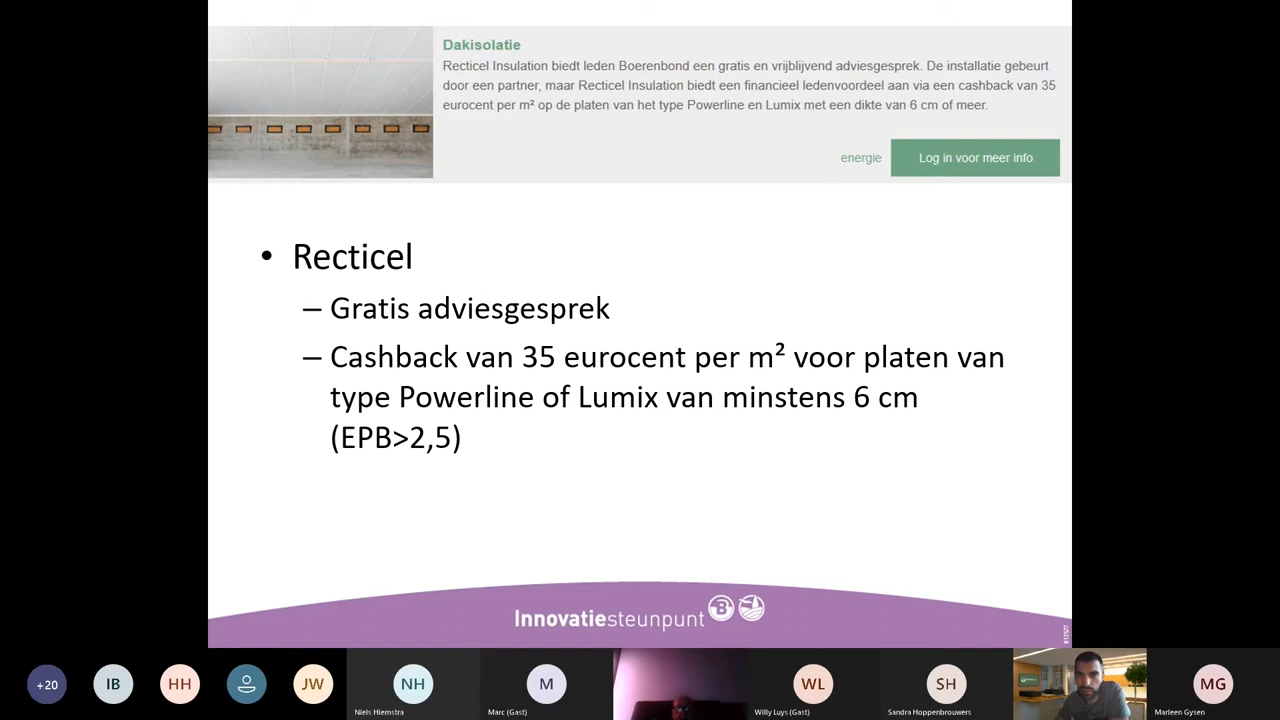 Dakisolatie
Recticel Insulation biedt leden Boerenbond een gratis en vrijblijvend adviesgesprek. De installatie gebeurt
door een partner, maar Recticel Insulation biedt een financieel ledenvoordeel aan via een cashback van 35
eurocent per m² op de platen van het type Powerline en Lumix met een dikte van 6 cm of meer.
energie
Log in voor meer info
• Recticel
– Gratis adviesgesprek
– Cashback van 35 eurocent per m² voor platen van
type Powerline of Lumix van minstens 6 cm
(EPB>2,5)
Innovatiesteunpunt
B
+20
IB
HH
JW
NH
Niels Hiemstra
M
Marc (Gast)
WL
Willy Luys (Gast)
SH
Sandra Hoppenbrouwers
MG
Marleen Gysen